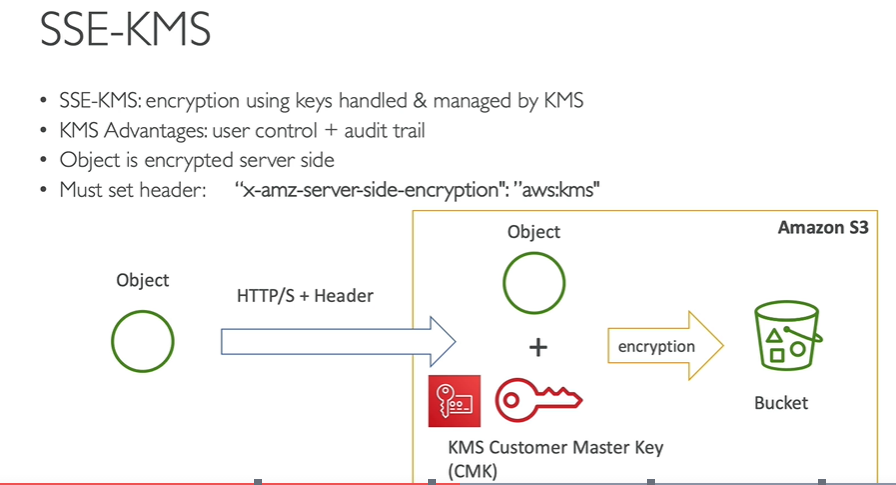 SSE-KMS
• SSE-KMS: encryption using keys handled & managed by KMS
• KMS Advantages: user control + audit trail
• Object is encrypted server side
• Must set header: “x-amz-server-side-encryption": ”aws:kms"
Amazon S3
Object
Object
HTTP/S + Header
+
encryption
Bucket
KMS Customer Master Key
(CMK)